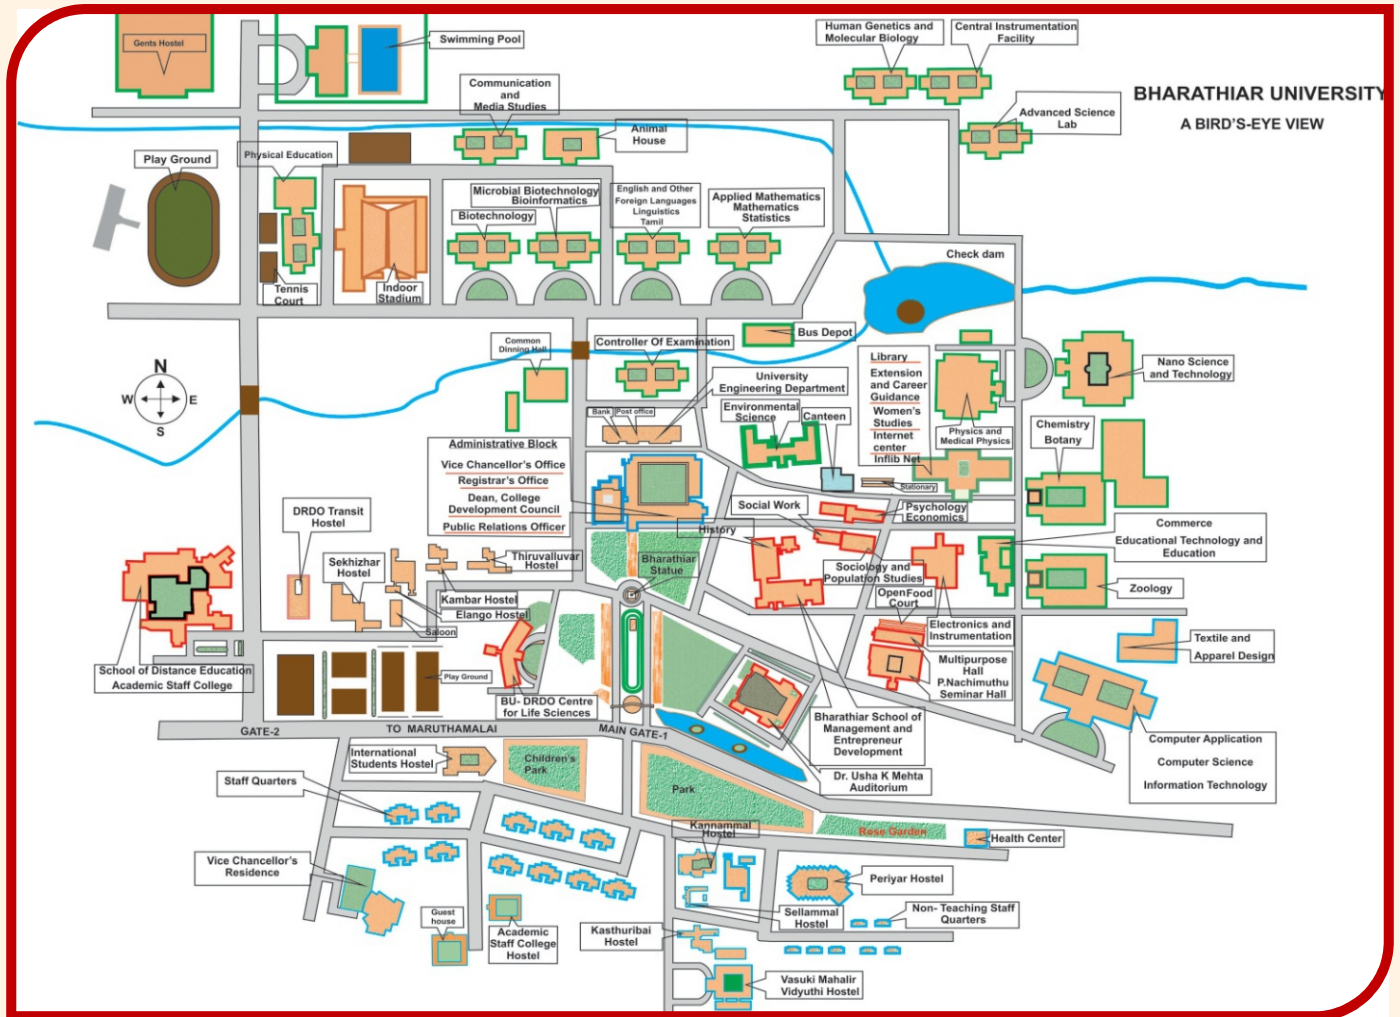 Gents Hostel
Swimming Pool
Human Genetics and
Molecular Biology
Central Instrumentation
Facility
BHARATHIAR UNIVERSITY
A BIRD'S-EYE VIEW
Communication
and
Media Studies
Animal
House
Advanced Science
Lab
Play Ground
Physical Education
Microbial Biotechnology
Bioinformatics
Biotechnology
English and Other
Foreign Languages
Linguistics
Tamil
Applied Mathematics
Mathematics
Statistics
Tennis
Court
Indoor
Stadium
Check dam
Bus Depot
Common
Dinning Hall
Controller Of Examination
N
W
E
S
University
Engineering Department
Library
Extension
and Career
Guidance
Women's
Studies
Internet
center
Inflib Net
Physics and
Medical Physics
Nano Science
and Technology
Bank
Post office
Environmental
Science
Canteen
Stationary
Chemistry
Botany
Administrative Block
Vice Chancellor's Office
Registrar's Office
Dean, College
Development Council
Public Relations Officer
DRDO Transit
Hostel
Social Work
Psychology
Economics
History
Commerce
Educational Technology and
Education
Sekhizhar
Hostel
Thiruvalluvar
Hostel
Bharathiar
Statue
Sociology and
Population Studies
Zoology
Kambar Hostel
Elango Hostel
Saloon
Open Food
Court
Electronics and
Instrumentation
Textile and
Apparel Design
School of Distance Education
Academic Staff College
Play Ground
Multipurpose
Hall
P.Nachimuthu
Seminar Hall
BU- DRDO Centre
for Life Sciences
Bharathiar School of
Management and
Entrepreneur
Development
GATE-2
TO MARUTHAMALAI
MAIN GATE-1
Computer Application
Computer Science
Information Technology
International
Students Hostel
Children's
Park
Dr. Usha K Mehta
Auditorium
Staff Quarters
Park
Kannammal
Hostel
Rose Garden
Health Center
Vice Chancellor's
Residence
Periyar Hostel
Guest
house
Academic
Staff College
Hostel
Kasthuribai
Hostel
Sellammal
Hostel
Non- Teaching Staff
Quarters
Vasuki Mahalir
Vidyuthi Hostel